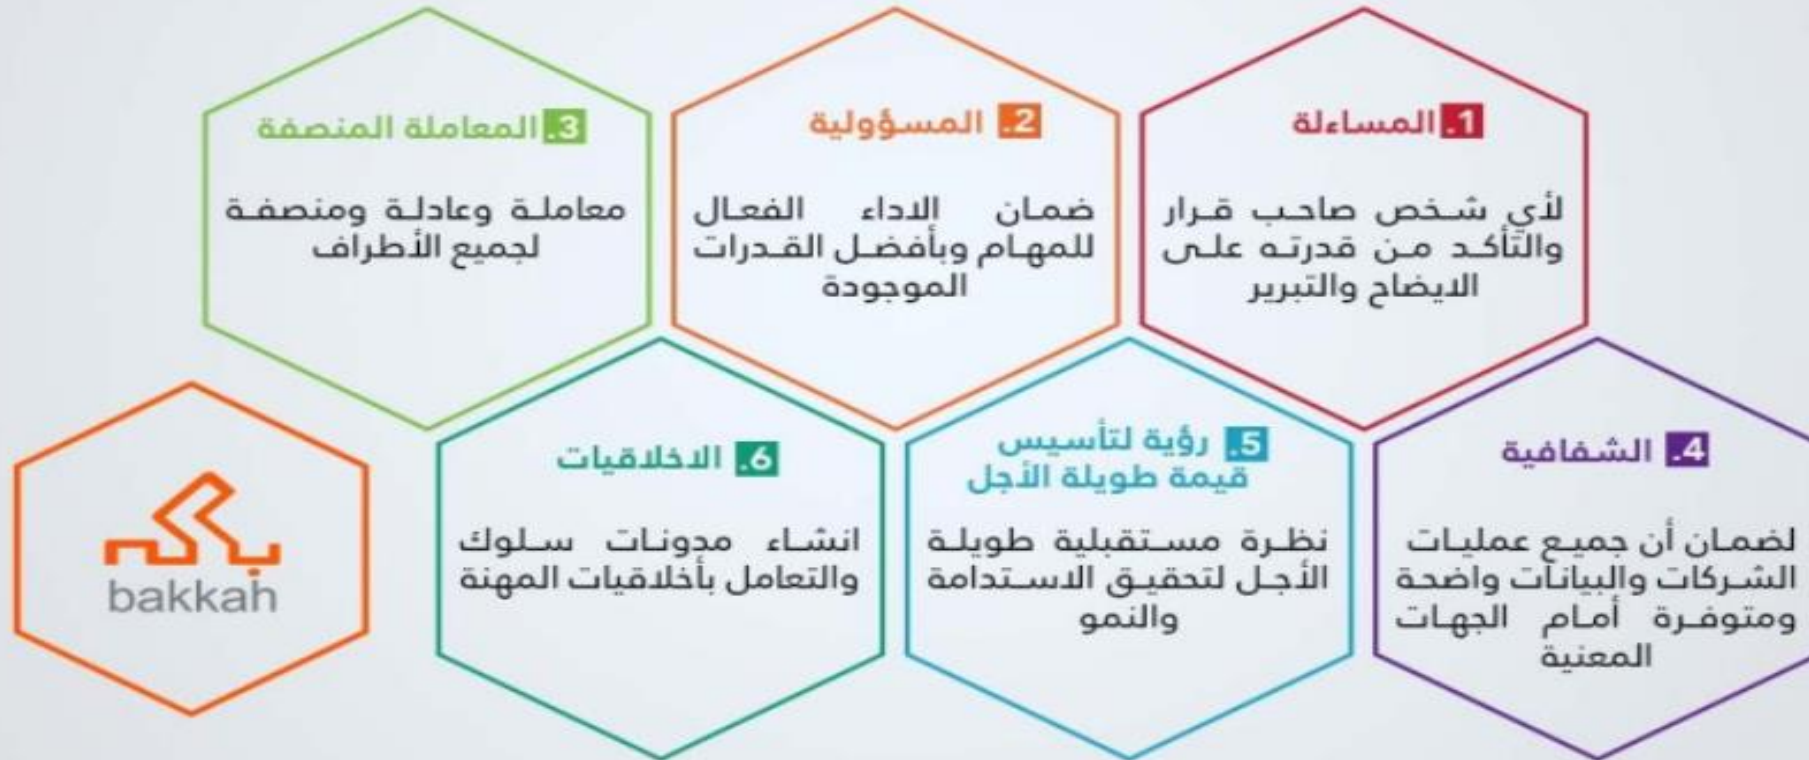 1. المساءلة
لأي شخص صاحب قرار
والتأكد من قدرته على
الايضاح والتبرير
2. المسؤولية
ضمان الاداء الفعال
للمهام وبأفضل القدرات
الموجودة
3. المعاملة المنصفة
معاملة وعادلة ومنصفة
لجميع الأطراف
4. الشفافية
لضمان أن جميع عمليات
الشركات والبيانات واضحة
ومتوفرة أمام الجهات
المعنية
5. رؤية لتأسيس
قيمة طويلة الأجل
نظرة مستقبلية طويلة
الأجل لتحقيق الاستدامة
والنمو
6. الاخلاقيات
انشاء مدونات سلوك
والتعامل بأخلاقيات المهنة
بكه
bakkah